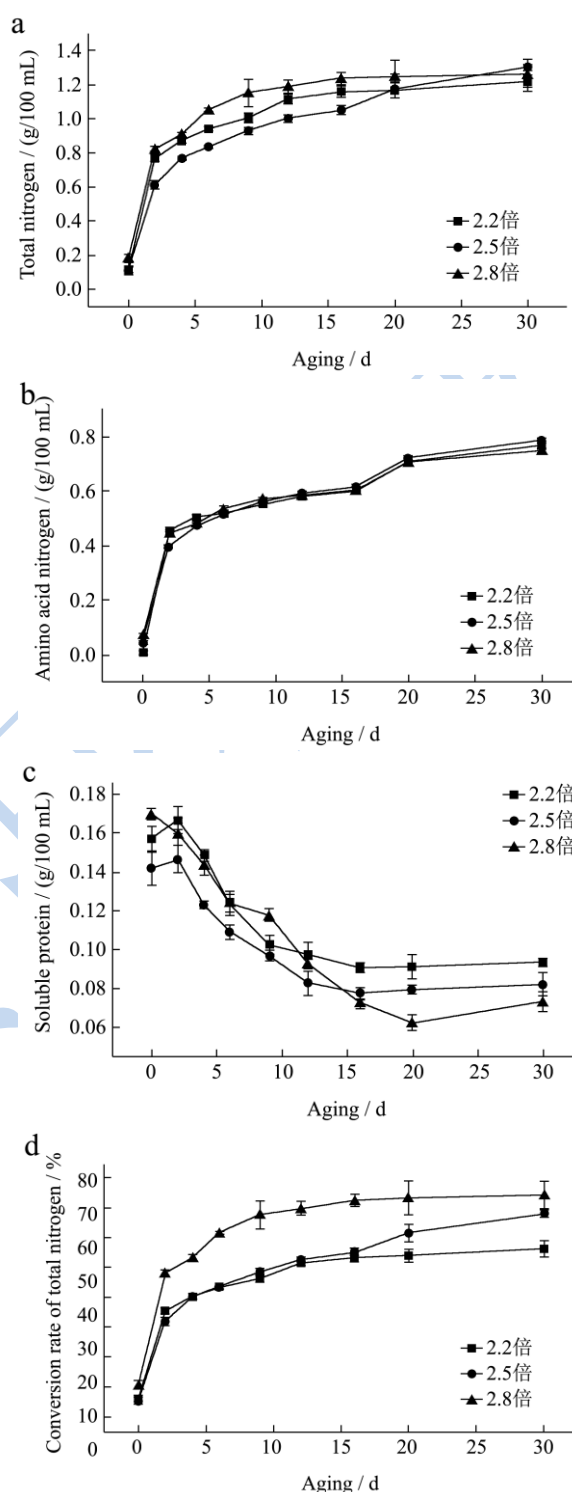 a
Total nitrogen / (g/100 mL)
1.4
1.2
1.0
0.8
0.6
0.4
0.2
0.0
2.2倍
2.5倍
2.8倍
0 5 10 15 20 25 30
Aging / d
b
Amino acid nitrogen / (g/100 mL)
0.8
0.6
0.4
0.2
0.0
2.2倍
2.5倍
2.8倍
0 5 10 15 20 25 30
Aging / d
c
Soluble protein / (g/100 mL)
0.18
0.16
0.14
0.12
0.10
0.08
0.06
2.2倍
2.5倍
2.8倍
0 5 10 15 20 25 30
Aging / d
d
Conversion rate of total nitrogen / %
80
70
60
50
40
30
20
10
0
2.2倍
2.5倍
2.8倍
0 5 10 15 20 25 30
Aging / d